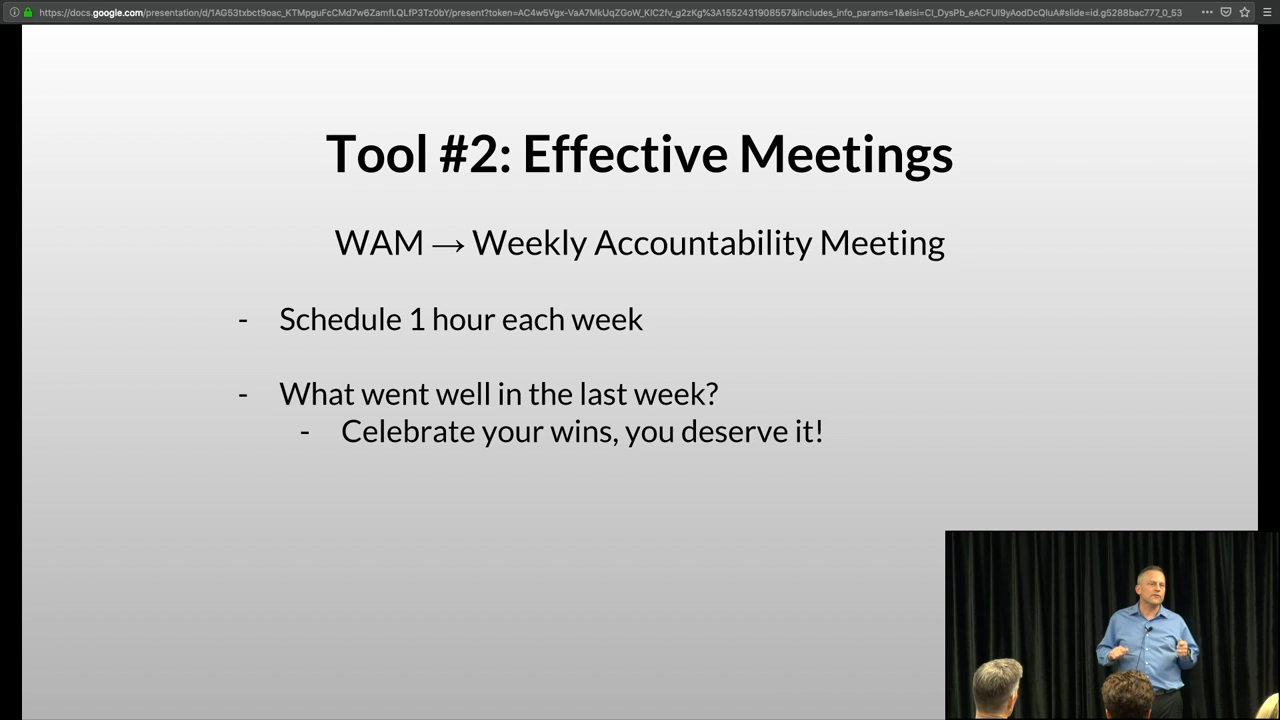 Tool #2: Effective Meetings
WAM → Weekly Accountability Meeting
- Schedule 1 hour each week
- What went well in the last week?
- Celebrate your wins, you deserve it!